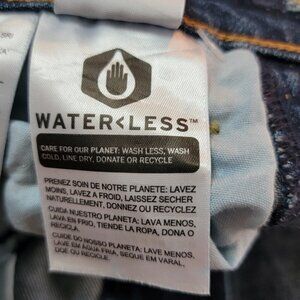 WATER<LESS™
CARE FOR OUR PLANET: WASH LESS, WASH
COLD, LINE DRY, DONATE OR RECYCLE
PRENEZ SOIN DE NOTRE PLANETE: LAVEZ
MOINS, LAVEZ A FROID, LAISSEZ SECHER
NATURELLEMENT, DONNEZ OU RECYCLEZ
CUIDA NUESTRO PLANETA: LAVA MENOS,
LAVA EN FRIO, TIENDE LA ROPA, DONA O
RECICLA
CUIDE DO NOSSO PLANETA: LAVE MENOS,
LAVE EM AGUA FRIA, SEQUE EM VARAL,
DOE OU RECICLE